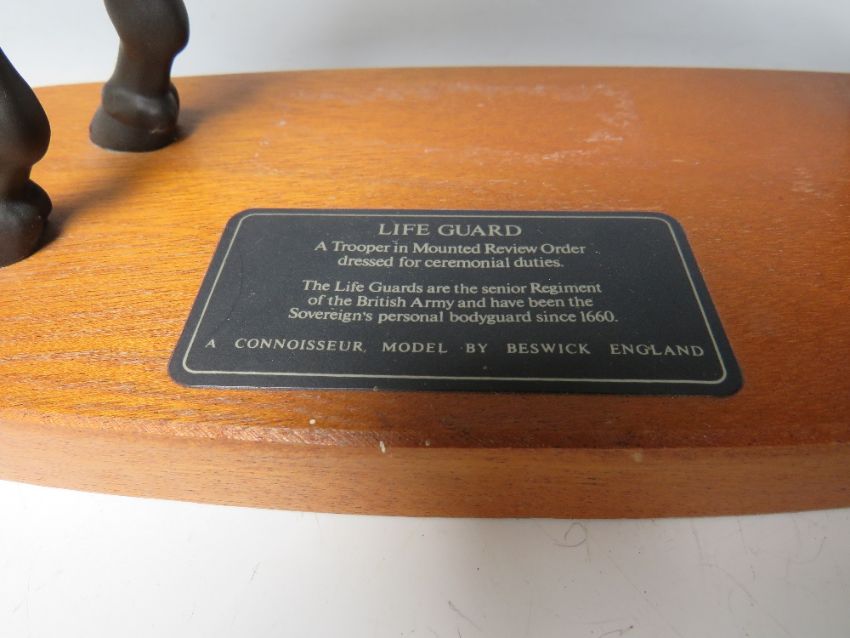 LIFE GUARD
A Trooper in Mounted Review Order
dressed for ceremonial duties.
The Life Guards are the senior Regiment
of the British Army and have been the
Sovereign's personal bodyguard since 1660.
A CONNOISSEUR MODEL BY BESWICK ENGLAND